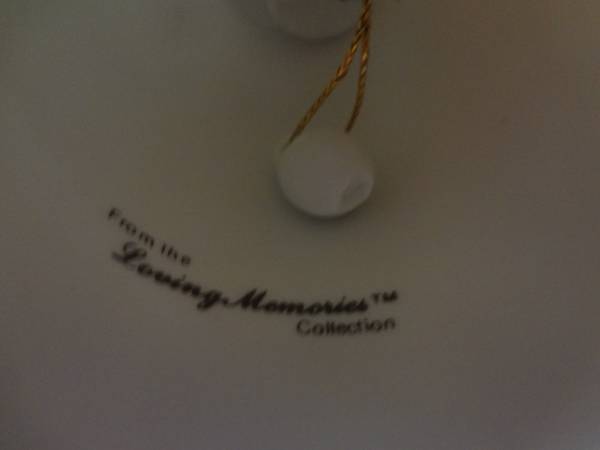 From the
Loving Memories™
Collection